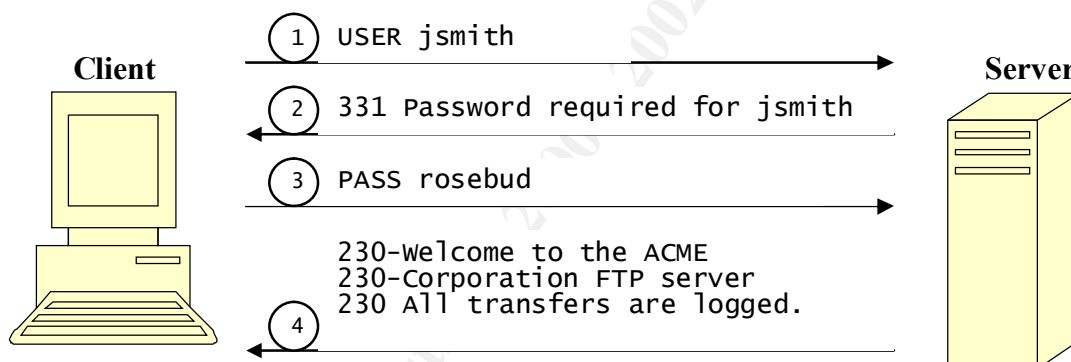 1 USER jsmith
Client
Server
2 331 Password required for jsmith
3 PASS rosebud
230-Welcome to the ACME
230-Corporation FTP server
230 All transfers are logged.
4